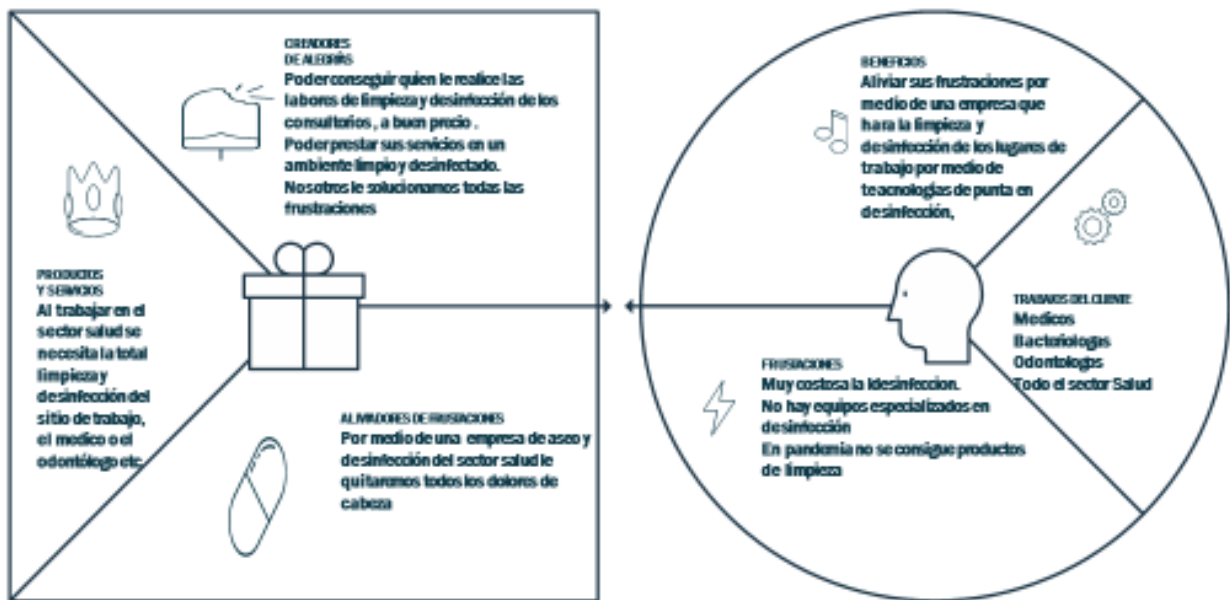 CREADORES
DE ALEGRÍAS
Poder conseguir quien le realice las
labores de limpieza y desinfección de los
consultorios , a buen precio .
Poder prestar sus servicios en un
ambiente limpio y desinfectado.
Nosotros le solucionamos todas las
frustraciones
PRODUCTOS
Y SERVICIOS
Al trabajar en el
sector salud se
necesita la total
limpieza y
desinfección del
sitio de trabajo,
el medico o el
odontólogo etc
ALIVIADORES DE FRUSTACIONES
Por medio de una empresa de aseo y
desinfección del sector salud le
quitaremos todos los dolores de
cabeza
BENEFICIOS
Aliviar sus frustraciones por
medio de una empresa que
hara la limpieza y
desinfección de los lugares de
trabajo por medio de
teacnologias de punta en
desinfección,
TRABAJOS DEL CLIENTE
Medicos
Bacteriologos
Odontologos
Todo el sector Salud
FRUSTACIONES
Muy costosa la ldesinfeccion.
No hay equipos especializados en
desinfección
En pandemia no se consigue productos
de limpieza